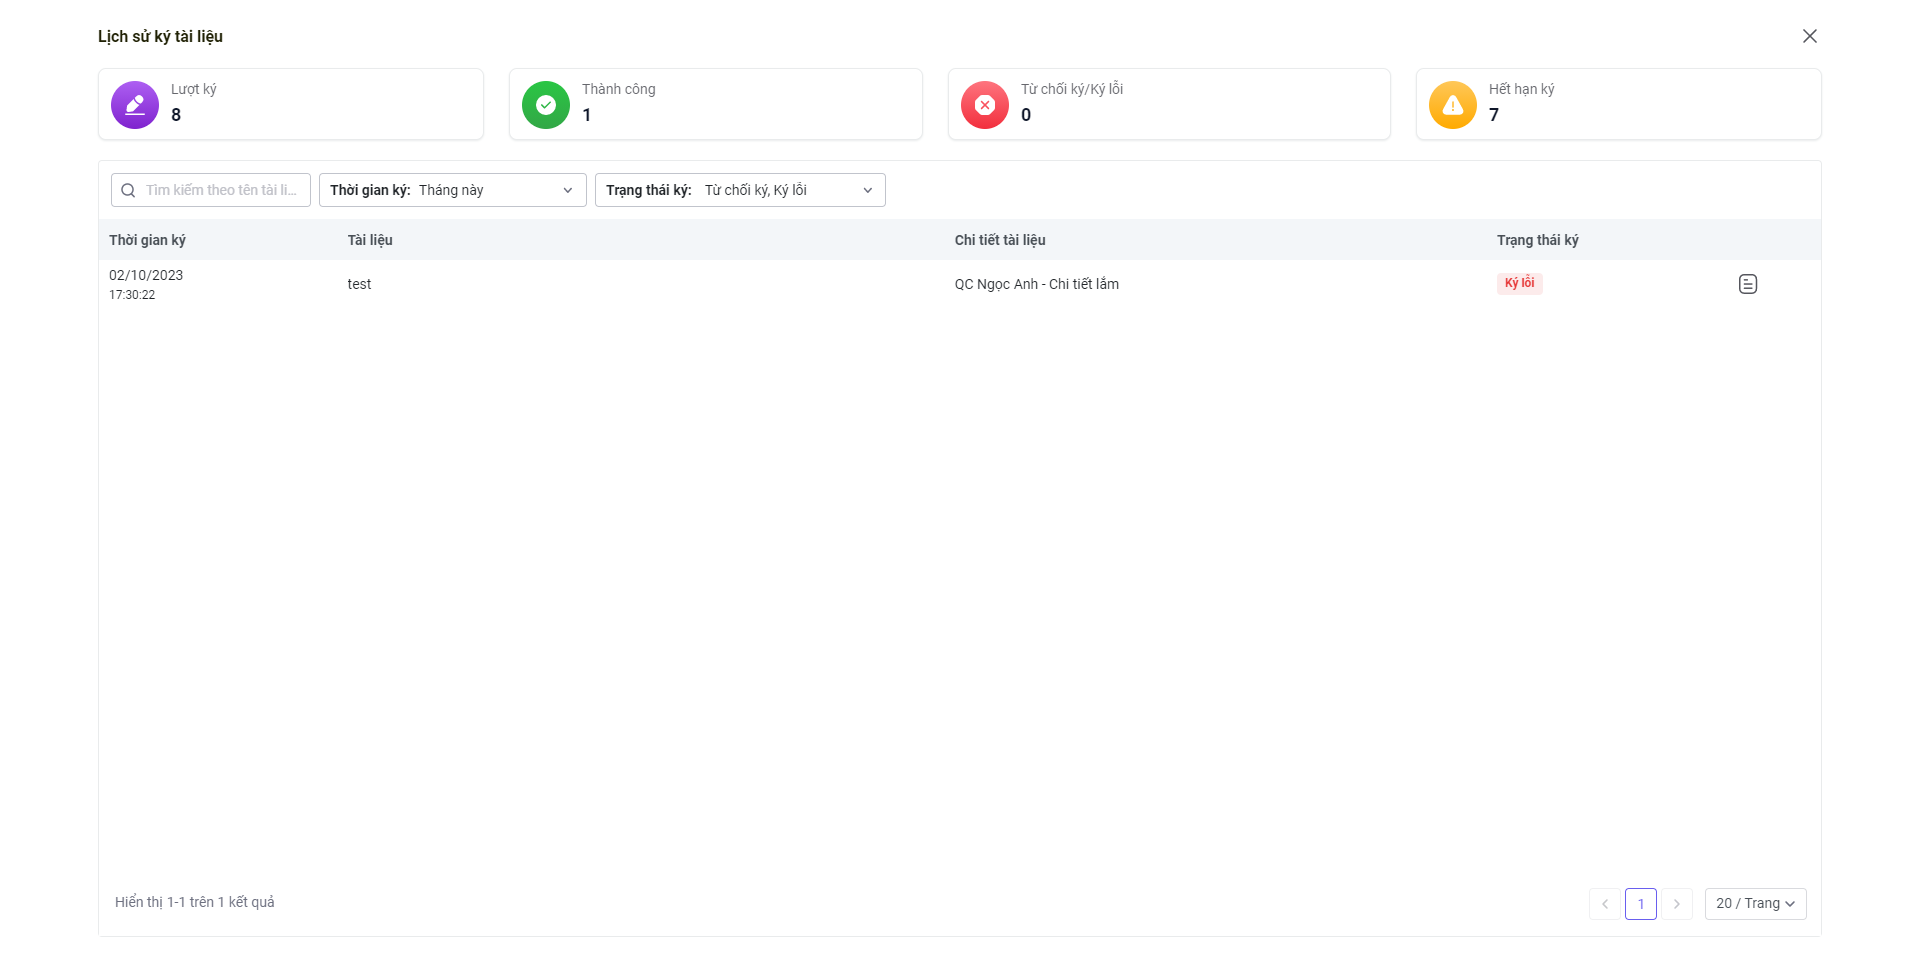 Lịch sử ký tài liệu
Lượt ký
8
Thành công
1
Từ chối ký/Ký lỗi
0
Hết hạn ký
7
Tìm kiếm theo tên tài li...
Thời gian ký: Tháng này
Trạng thái ký: Từ chối ký, Ký lỗi
Thời gian ký
Tài liệu
Chi tiết tài liệu
Trạng thái ký
02/10/2023
17:30:22
test
QC Ngọc Anh - Chi tiết lắm
Ký lỗi
Hiển thị 1-1 trên 1 kết quả
1
20 / Trang